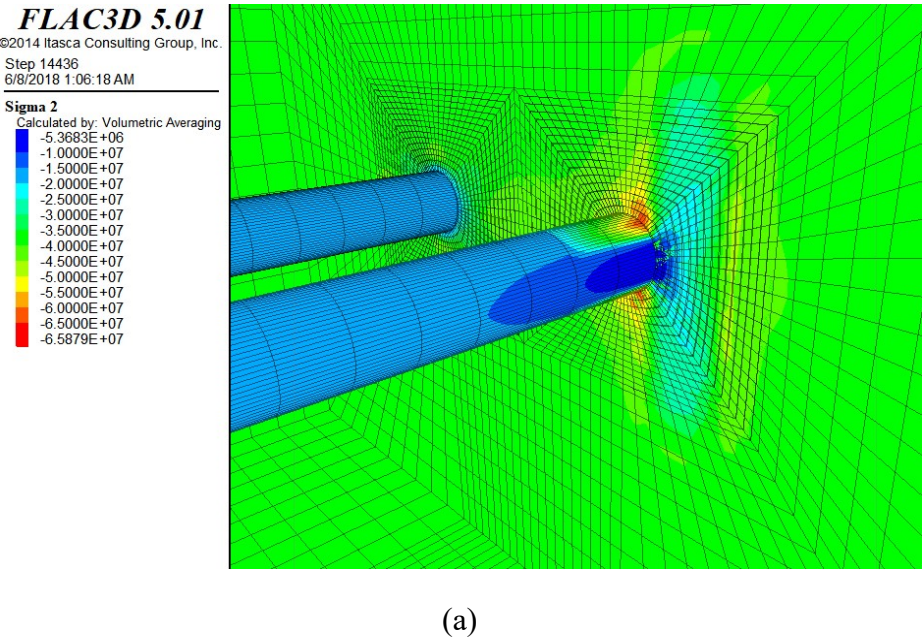 FLAC3D 5.01
©2014 Itasca Consulting Group, Inc.
Step 14436
6/8/2018 1:06:18 AM
Sigma 2
Calculated by: Volumetric Averaging
-5.3683E+06
-1.0000E+07
-1.5000E+07
-2.0000E+07
-2.5000E+07
-3.0000E+07
-3.5000E+07
-4.0000E+07
-4.5000E+07
-5.0000E+07
-5.5000E+07
-6.0000E+07
-6.5000E+07
-6.5879E+07
(a)